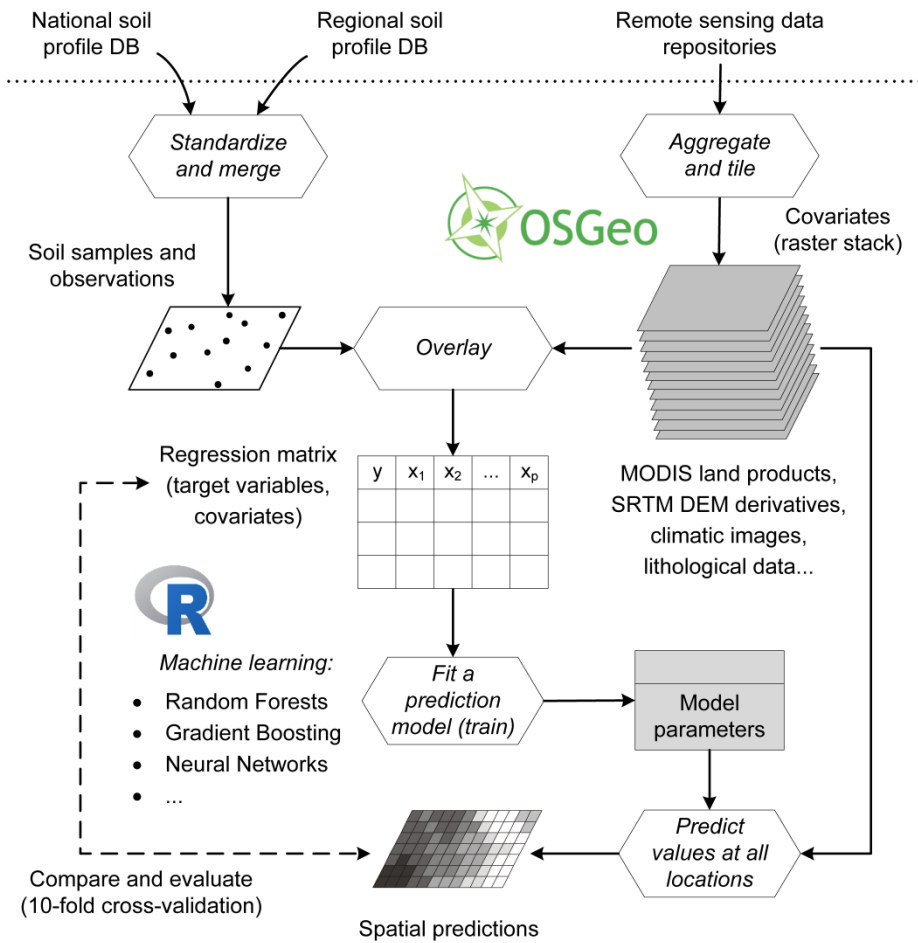 National soil
profile DB
Regional soil
profile DB
Remote sensing data
repositories
Standardize
and merge
Aggregate
and tile
OSGeo
Covariates
(raster stack)
Soil samples and
observations
Overlay
Regression matrix
(target variables,
covariates)
y x₁ x₂ ... xₚ
MODIS land products,
SRTM DEM derivatives,
climatic images,
lithological data...
R
Machine learning:
• Random Forests
• Gradient Boosting
• Neural Networks
• ...
Fit a
prediction
model (train)
Model
parameters
Predict
values at all
locations
Compare and evaluate
(10-fold cross-validation)
Spatial predictions